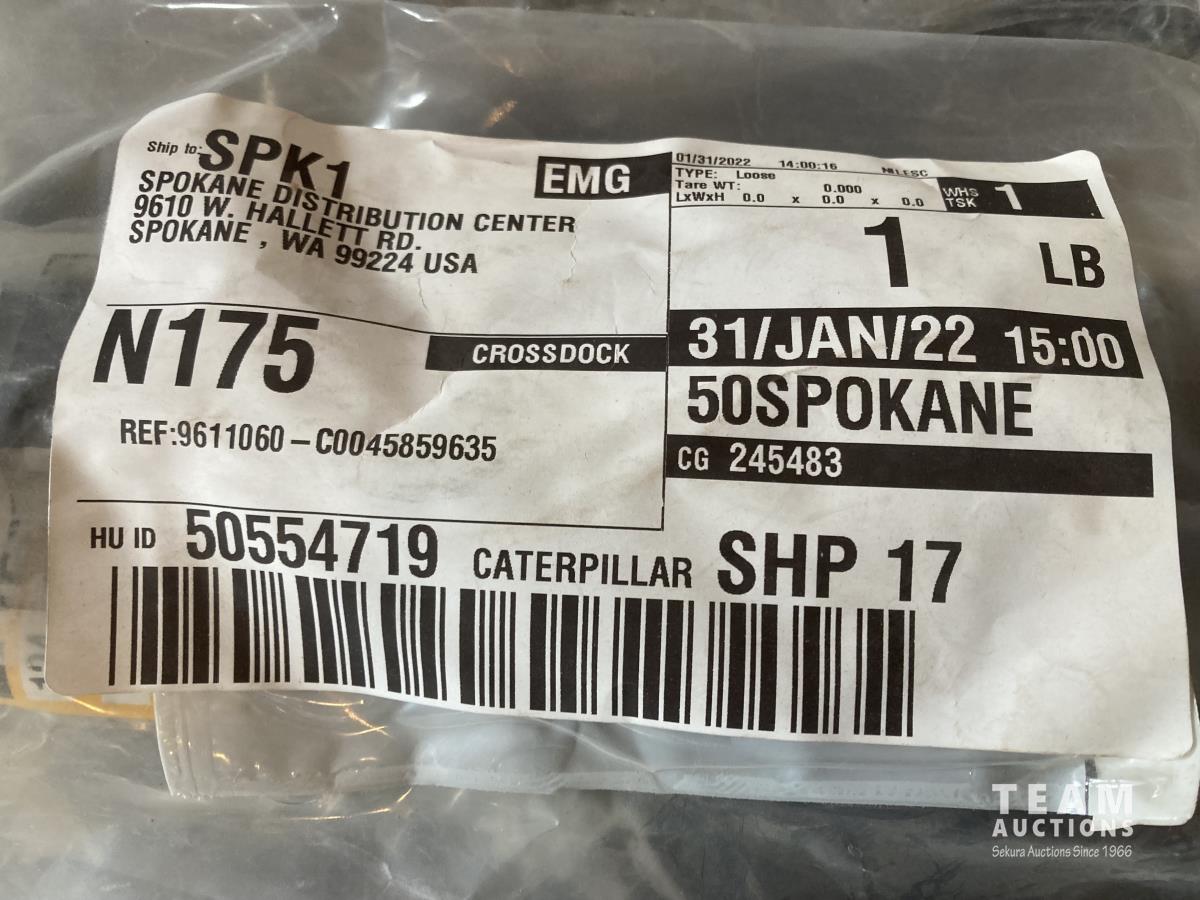 Ship to: SPK1
SPOKANE DISTRIBUTION CENTER
9610 W. HALLETT RD.
SPOKANE , WA 99224 USA
EMG
01/31/2022 14:00:16
TYPE: Loose
Tare WT: 0.000
LxWxH 0.0 x 0.0 x 0.0
WHS
TSK 1
1 LB
N175
CROSSDOCK
31/JAN/22 15:00
50SPOKANE
REF:9611060-C0045859635
CG 245483
HU ID 50554719 CATERPILLAR SHP 17
TEAM
AUCTIONS
Sekura Auctions Since 1966